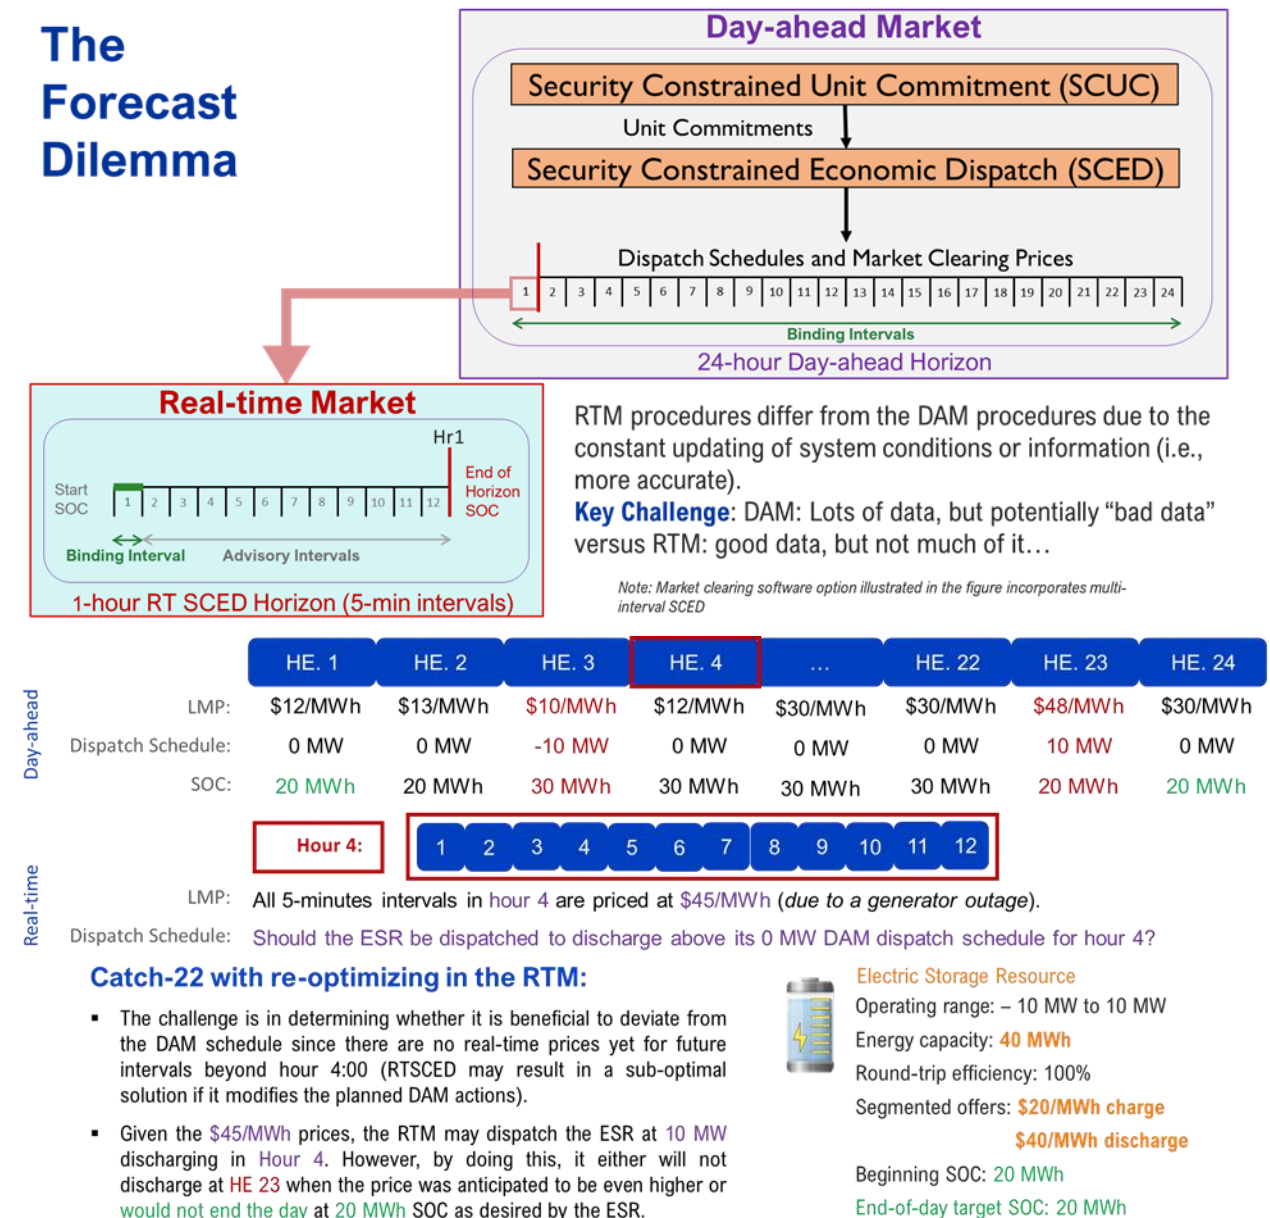 The
Forecast
Dilemma
Day-ahead Market
Security Constrained Unit Commitment (SCUC)
Unit Commitments
Security Constrained Economic Dispatch (SCED)
Dispatch Schedules and Market Clearing Prices
1 2 3 4 5 6 7 8 9 10 11 12 13 14 15 16 17 18 19 20 21 22 23 24
Binding Intervals
24-hour Day-ahead Horizon
Real-time Market
Hr1
Start
SOC
1 2 3 4 5 6 7 8 9 10 11 12
End of
Horizon
SOC
Binding Interval
Advisory Intervals
1-hour RT SCED Horizon (5-min intervals)
RTM procedures differ from the DAM procedures due to the
constant updating of system conditions or information (i.e.,
more accurate).
Key Challenge: DAM: Lots of data, but potentially “bad data”
versus RTM: good data, but not much of it…
Note: Market clearing software option illustrated in the figure incorporates multi-
interval SCED
HE. 1 HE. 2 HE. 3 HE. 4 … HE. 22 HE. 23 HE. 24
Day-ahead
LMP: $12/MWh $13/MWh $10/MWh $12/MWh $30/MWh $30/MWh $48/MWh $30/MWh
Dispatch Schedule: 0 MW 0 MW -10 MW 0 MW 0 MW 0 MW 10 MW 0 MW
SOC: 20 MWh 20 MWh 30 MWh 30 MWh 30 MWh 30 MWh 20 MWh 20 MWh
Real-time
Hour 4: 1 2 3 4 5 6 7 8 9 10 11 12
LMP: All 5-minutes intervals in hour 4 are priced at $45/MWh (due to a generator outage).
Dispatch Schedule: Should the ESR be dispatched to discharge above its 0 MW DAM dispatch schedule for hour 4?
Catch-22 with re-optimizing in the RTM:
▪ The challenge is in determining whether it is beneficial to deviate from
the DAM schedule since there are no real-time prices yet for future
intervals beyond hour 4:00 (RTSCED may result in a sub-optimal
solution if it modifies the planned DAM actions).
▪ Given the $45/MWh prices, the RTM may dispatch the ESR at 10 MW
discharging in Hour 4. However, by doing this, it either will not
discharge at HE 23 when the price was anticipated to be even higher or
would not end the day at 20 MWh SOC as desired by the ESR.
Electric Storage Resource
Operating range: – 10 MW to 10 MW
Energy capacity: 40 MWh
Round-trip efficiency: 100%
Segmented offers: $20/MWh charge
$40/MWh discharge
Beginning SOC: 20 MWh
End-of-day target SOC: 20 MWh